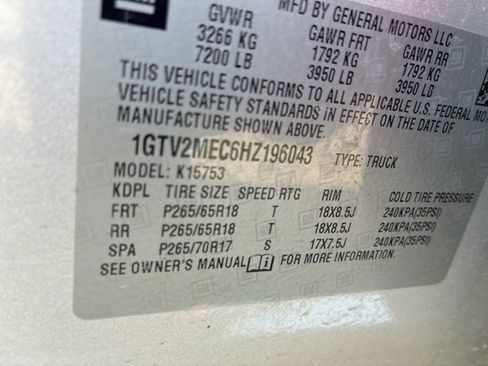 MFD BY GENERAL MOTORS LLC
GVWR GAWR FRT GAWR RR
3266 KG 1792 KG 1792 KG
7200 LB 3950 LB 3950 LB
THIS VEHICLE CONFORMS TO ALL APPLICABLE U.S. FEDERAL
VEHICLE SAFETY STANDARDS IN EFFECT ON THE DATE OF
MANUFACTURE SHOWN ABOVE.
1GTV2MEC6HZ196043 TYPE: TRUCK
MODEL: K15753
KDPL TIRE SIZE SPEED RTG RIM COLD TIRE PRESSURE
FRT P265/65R18 T 18X8.5J 240KPA(35PSI)
RR P265/65R18 T 18X8.5J 240KPA(35PSI)
SPA P265/70R17 S 17X7.5J 240KPA(35PSI)
SEE OWNER'S MANUAL FOR MORE INFORMATION.